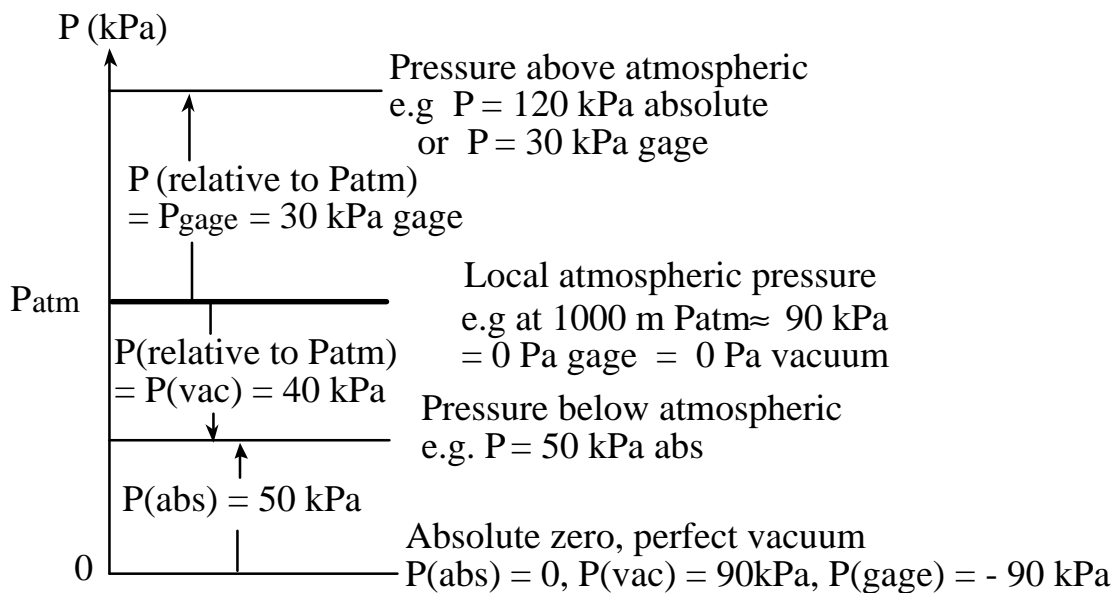 P (kPa)
Pressure above atmospheric
e.g P = 120 kPa absolute
or P = 30 kPa gage
P (relative to Patm)
= Pgage = 30 kPa gage
Patm
Local atmospheric pressure
e.g at 1000 m Patm≈ 90 kPa
= 0 Pa gage = 0 Pa vacuum
P(relative to Patm)
= P(vac) = 40 kPa
Pressure below atmospheric
e.g. P = 50 kPa abs
P(abs) = 50 kPa
0
Absolute zero, perfect vacuum
P(abs) = 0, P(vac) = 90kPa, P(gage) = - 90 kPa